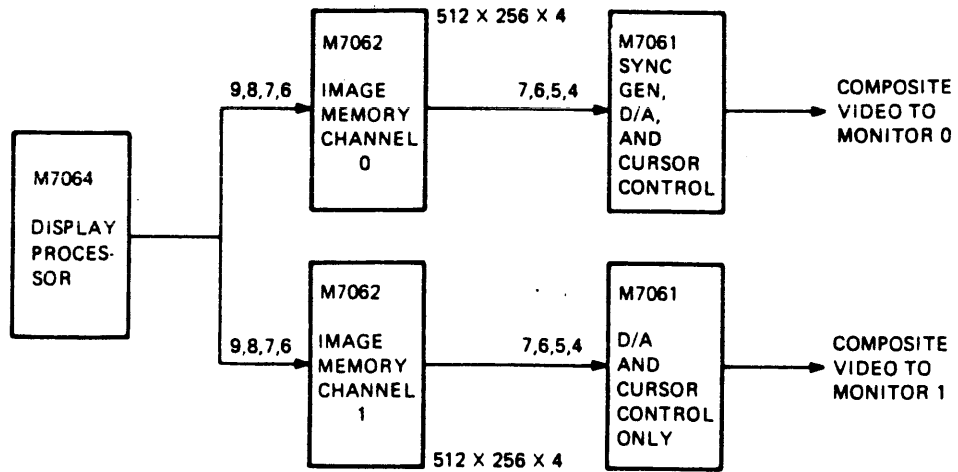 512 X 256 X 4
M7062
IMAGE
MEMORY
CHANNEL
0
9,8,7,6
7,6,5,4
M7061
SYNC
GEN,
D/A,
AND
CURSOR
CONTROL
COMPOSITE
VIDEO TO
MONITOR 0
M7064
DISPLAY
PROCES-
SOR
9,8,7,6
M7062
IMAGE
MEMORY
CHANNEL
1
7,6,5,4
M7061
D/A
AND
CURSOR
CONTROL
ONLY
COMPOSITE
VIDEO TO
MONITOR 1
512 X 256 X 4